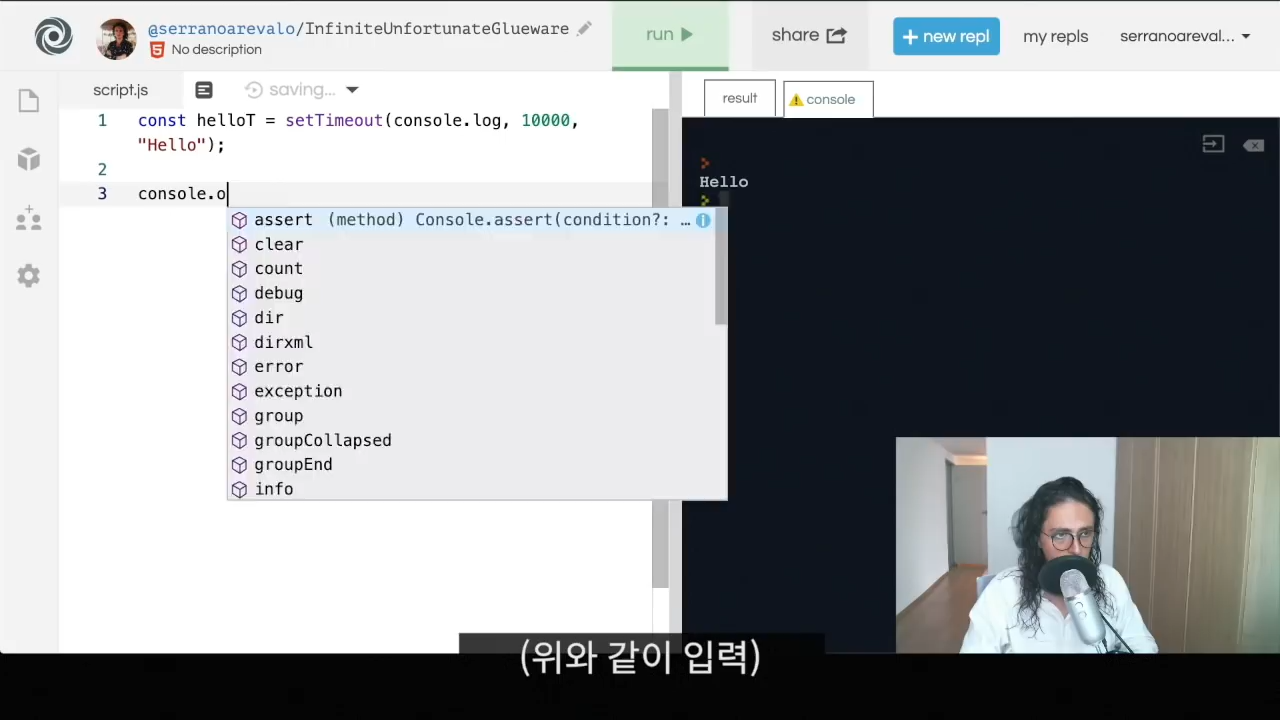 @serranoarevalo/InfiniteUnfortunateGlueware
No description
run
share
+ new repl
my repls
serranoareval...
script.js
saving...
result
console
1 const helloT = setTimeout(console.log, 10000,
"Hello");
2
3 console.o
assert (method) Console.assert(condition?: …
clear
count
debug
dir
dirxml
error
exception
group
groupCollapsed
groupEnd
info
>
Hello
>
(위와 같이 입력)